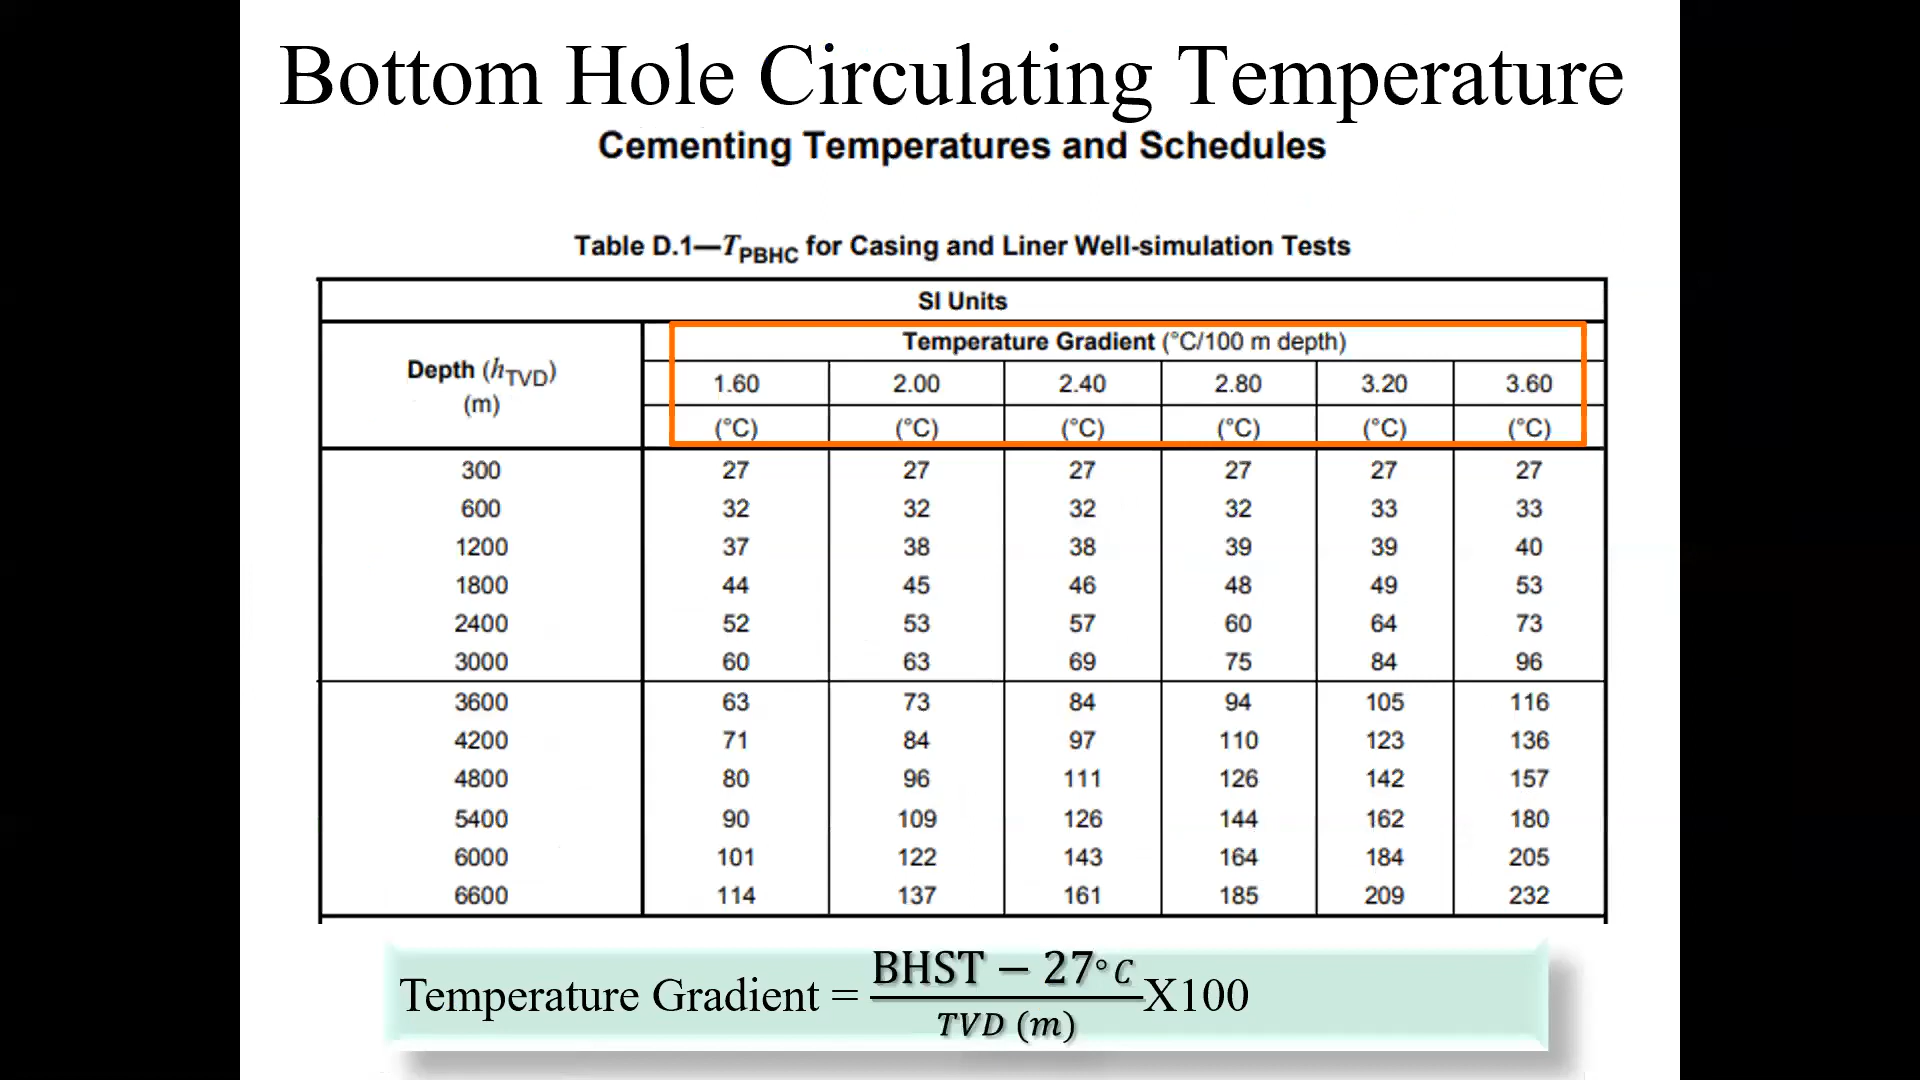 Bottom Hole Circulating Temperature
Cementing Temperatures and Schedules
Table D.1—TPBHC for Casing and Liner Well-simulation Tests
SI Units
Depth (hTVD) (m) Temperature Gradient (°C/100 m depth)
1.60 2.00 2.40 2.80 3.20 3.60
(°C) (°C) (°C) (°C) (°C) (°C)
300 27 27 27 27 27 27
600 32 32 32 32 33 33
1200 37 38 38 39 39 40
1800 44 45 46 48 49 53
2400 52 53 57 60 64 73
3000 60 63 69 75 84 96
3600 63 73 84 94 105 116
4200 71 84 97 110 123 136
4800 80 96 111 126 142 157
5400 90 109 126 144 162 180
6000 101 122 143 164 184 205
6600 114 137 161 185 209 232
Temperature Gradient = BHST − 27°C / TVD (m) X100